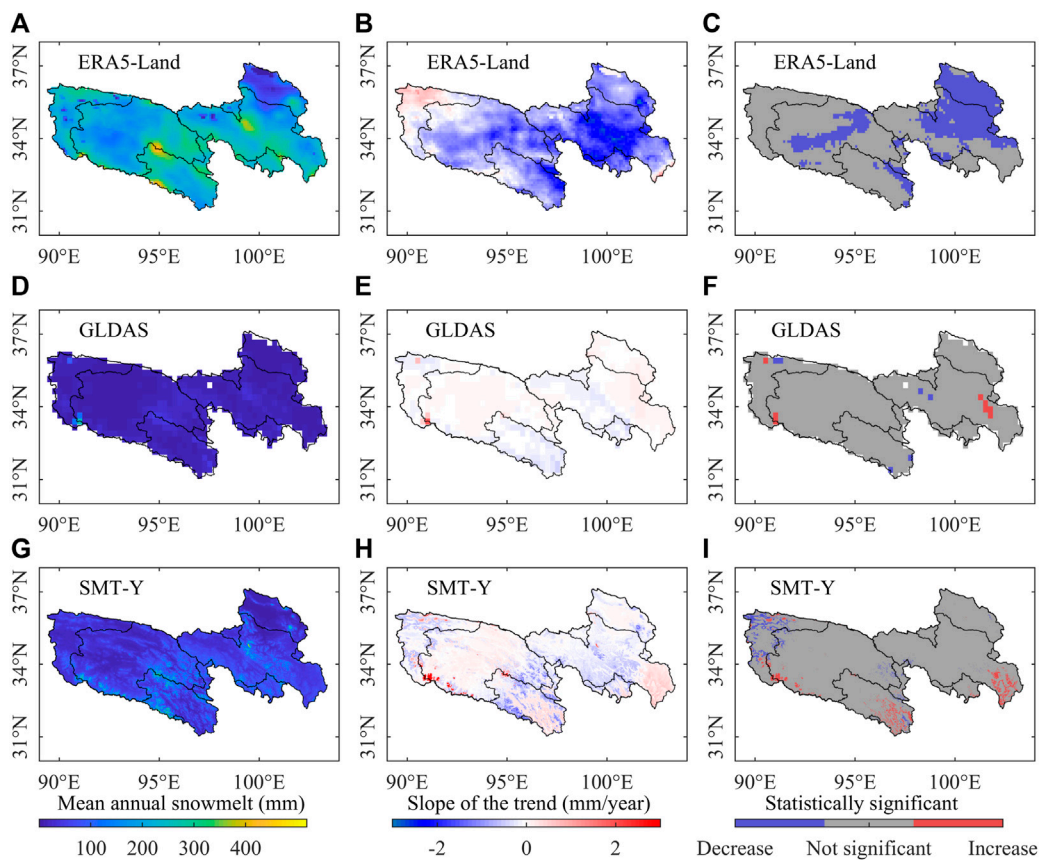 A B C
37°N ERA5-Land 37°N ERA5-Land 37°N ERA5-Land
34°N 34°N 34°N
31°N 31°N 31°N
90°E 95°E 100°E 90°E 95°E 100°E 90°E 95°E 100°E
D E F
37°N GLDAS 37°N GLDAS 37°N GLDAS
34°N 34°N 34°N
31°N 31°N 31°N
90°E 95°E 100°E 90°E 95°E 100°E 90°E 95°E 100°E
G H I
37°N SMT-Y 37°N SMT-Y 37°N SMT-Y
34°N 34°N 34°N
31°N 31°N 31°N
90°E 95°E 100°E 90°E 95°E 100°E 90°E 95°E 100°E
Mean annual snowmelt (mm) Slope of the trend (mm/year) Statistically significant
100 200 300 400 -2 0 2 Decrease Not significant Increase